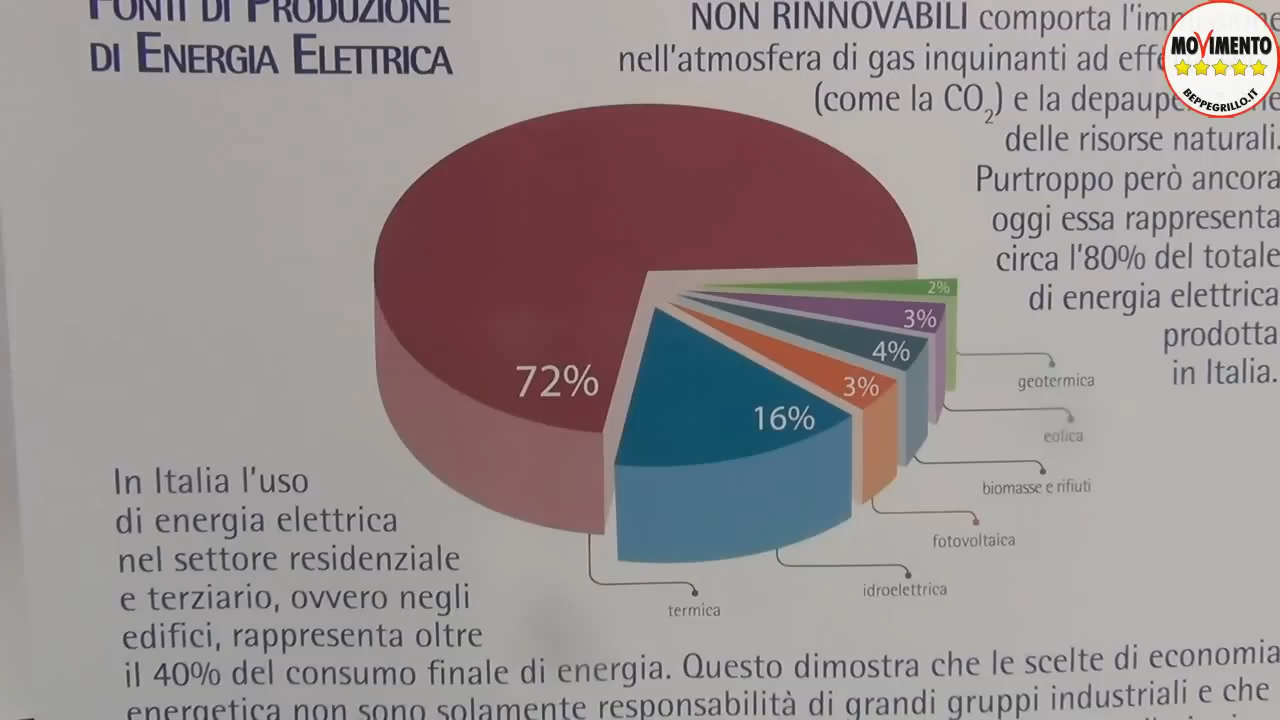 FONTI DI PRODUZIONE
DI ENERGIA ELETTRICA
NON RINNOVABILI comporta l'im
nell'atmosfera di gas inquinanti ad effe
(come la CO2) e la depaupe
delle risorse naturali.
Purtroppo però ancora
oggi essa rappresenta
circa l'80% del totale
di energia elettrica
prodotta
in Italia.
MOVIMENTO
BEPPEGRILLO.IT
2%
3%
4%
3%
16%
72%
geotermica
eolica
biomasse e rifiuti
fotovoltaica
idroelettrica
termica
In Italia l'uso
di energia elettrica
nel settore residenziale
e terziario, ovvero negli
edifici, rappresenta oltre
il 40% del consumo finale di energia. Questo dimostra che le scelte di economia
energetica non sono solamente responsabilità di grandi gruppi industriali e che